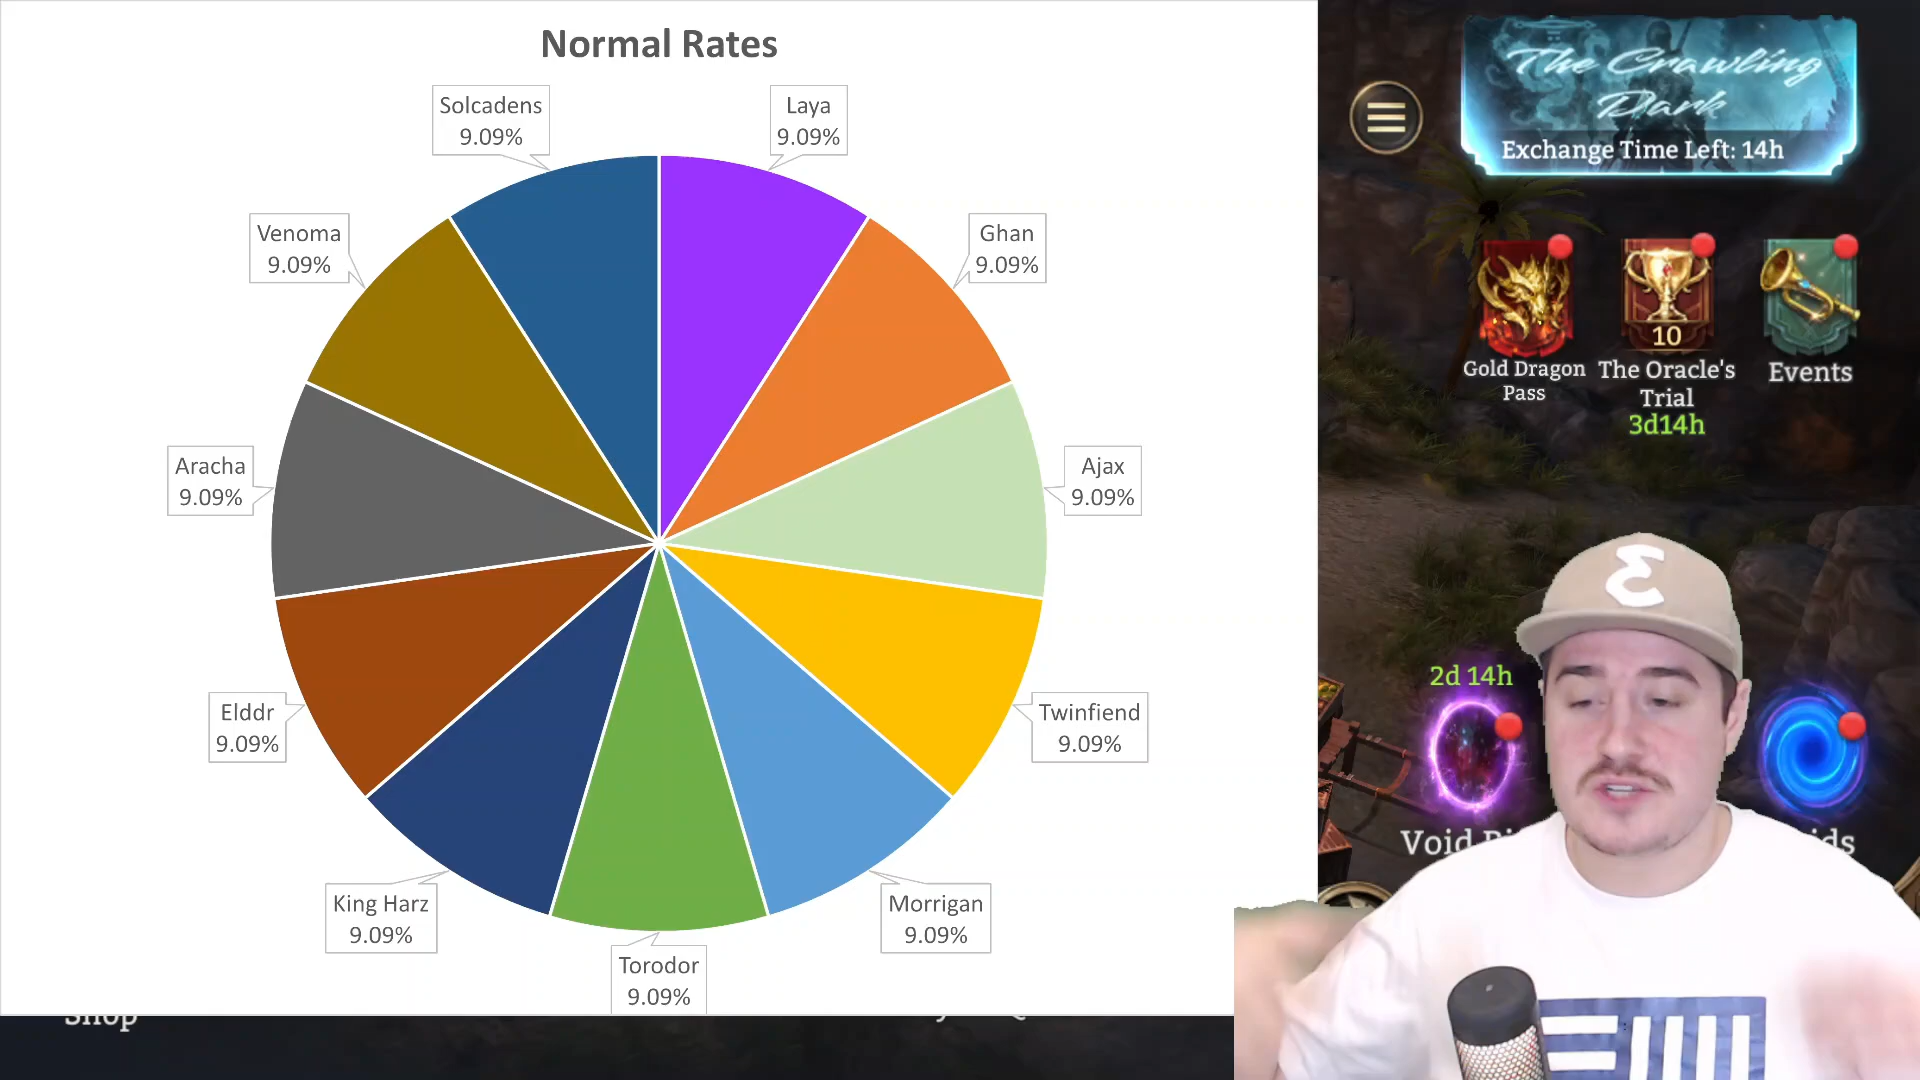 Normal Rates
Solcadens
9.09%
Laya
9.09%
Venoma
9.09%
Ghan
9.09%
Aracha
9.09%
Ajax
9.09%
Elddr
9.09%
Twinfiend
9.09%
King Harz
9.09%
Morrigan
9.09%
Torodor
9.09%
Shop
The Crawling
Dark
Exchange Time Left: 14h
Gold Dragon
Pass
10
The Oracle's
Trial
3d14h
Events
2d 14h
Void